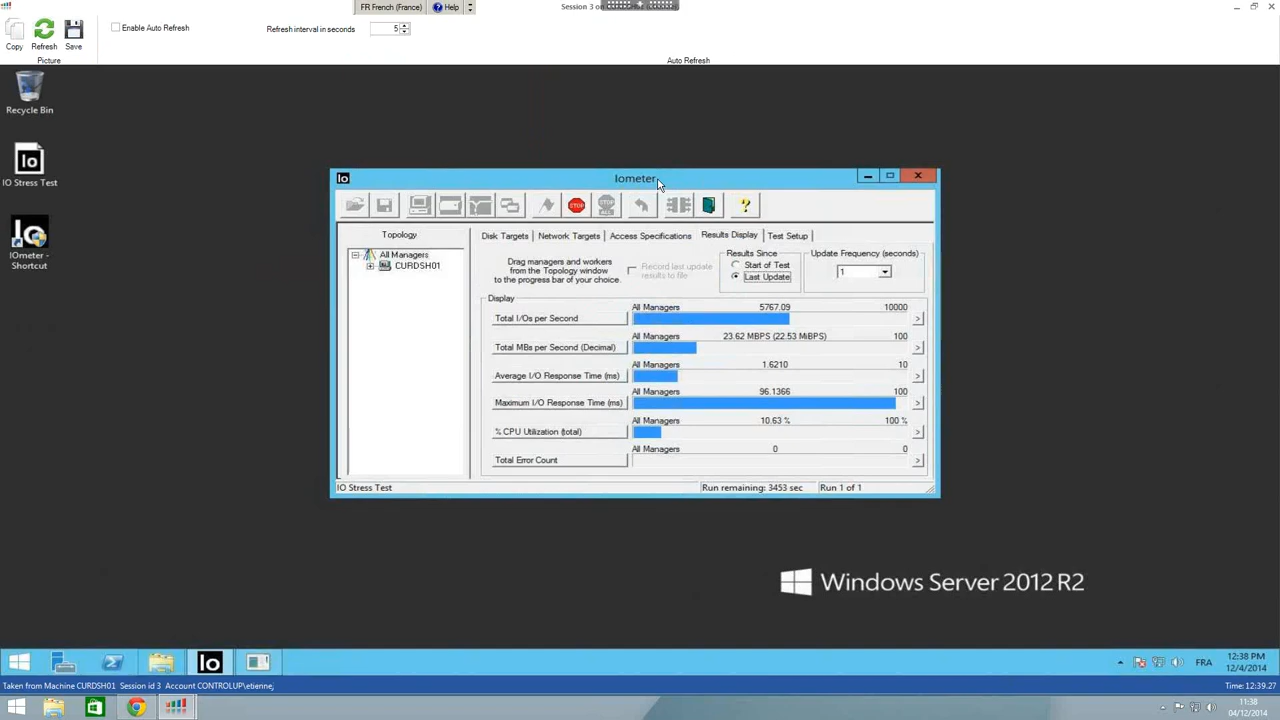 FR French (France)
Help
Session 3 on
Copy
Refresh
Save
Enable Auto Refresh
Refresh interval in seconds
5
Picture
Auto Refresh
Recycle Bin
IO Stress Test
IOmeter - Shortcut
Iometer
Topology
All Managers
CURDSH01
Disk Targets
Network Targets
Access Specifications
Results Display
Test Setup
Drag managers and workers
from the Topology window
to the progress bar of your choice.
Record last update
results to file
Results Since
Start of Test
Last Update
Update Frequency (seconds)
1
Display
All Managers 5767.09 10000
Total I/Os per Second
>
All Managers 23.62 MBPS (22.53 MiBPS) 100
Total MBs per Second (Decimal)
>
All Managers 1.6210 10
Average I/O Response Time (ms)
>
All Managers 96.1366 100
Maximum I/O Response Time (ms)
>
All Managers 10.63 % 100 %
% CPU Utilization (total)
>
All Managers 0 0
Total Error Count
>
IO Stress Test
Run remaining: 3453 sec
Run 1 of 1
Windows Server 2012 R2
FRA
12:38 PM
12/4/2014
Taken from Machine CURDSH01 Session id 3 Account CONTROLUP\etiennej
Time:12:39.27
11:38
04/12/2014